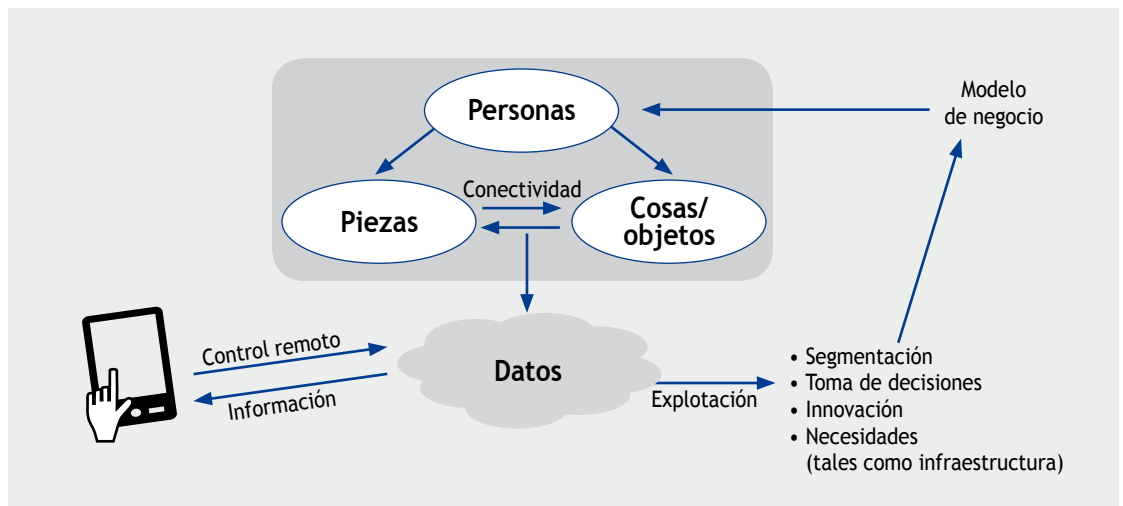 Personas
Modelo
de negocio
Conectividad
Piezas
Cosas/
objetos
Control remoto
Información
Datos
Explotación
• Segmentación
• Toma de decisiones
• Innovación
• Necesidades
(tales como infraestructura)